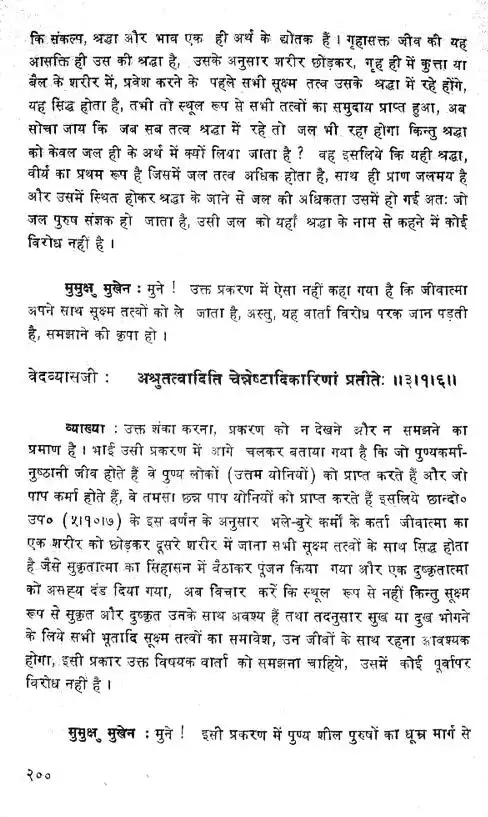 कि संकल्प, श्रद्धा और भाव एक ही अर्थ के द्योतक हैं । गृहासक्त जीव की यह
आसक्ति ही उस की श्रद्धा है, उसके अनुसार शरीर छोड़कर, गृह ही में कुत्ता या
बैल के शरीर में, प्रवेश करने के पहले सभी सूक्ष्म तत्व उसके श्रद्धा में रहे होंगे,
यह सिद्ध होता है, तभी तो स्थूल रूप से सभी तत्वों का समुदाय प्राप्त हुआ, अब
सोचा जाय कि जब सब तत्व श्रद्धा में रहे तो जल भी रहा होगा किन्तु श्रद्धा
को केवल जल ही के अर्थ में क्यों लिया जाता है ? वह इसलिये कि यही श्रद्धा,
वीर्य का प्रथम रूप है जिसमें जल तत्व अधिक होता है, साथ ही प्राण जलमय है
और उसमें स्थित होकर श्रद्धा के जाने से जल की अधिकता उसमें हो गई अतः जो
जल पुरुष संज्ञक हो जाता है, उसी जल को यहाँ श्रद्धा के नाम से कहने में कोई
विरोध नहीं है ।
मुमुक्षु मुखेन : मुने ! उक्त प्रकरण में ऐसा नहीं कहा गया है कि जीवात्मा
अपने साथ सूक्ष्म तत्वों को ले जाता है, अस्तु, यह वार्ता विरोध परक जान पड़ती
है, समझाने की कृपा हो ।
वेदव्यासजी : अश्रुतत्वादिति चेन्नेष्टादिकारिणां प्रतीतेः ॥३।१।६॥
व्याख्या : उक्त शंका करना, प्रकरण को न देखने और न समझने का
प्रमाण है । भाई उसी प्रकरण में आगे चलकर बताया गया है कि जो पुण्यकर्मा-
नुष्ठानी जीव होते हैं वे पुण्य लोकों (उत्तम योनियों) को प्राप्त करते हैं और जो
पाप कर्मा होते हैं, वे तमसा छन्न पाप योनियों को प्राप्त करते हैं इसलिये छान्दो०
उप० (५।१०।७) के इस वर्णन के अनुसार भले-बुरे कर्मों के कर्ता जीवात्मा का
एक शरीर को छोड़कर दूसरे शरीर में जाना सभी सूक्ष्म तत्वों के साथ सिद्ध होता
है जैसे सुकृतात्मा का सिंहासन में बैठाकर पूजन किया गया और एक दुष्कृतात्मा
को असह्य दंड दिया गया, अब विचार करें कि स्थूल रूप से नहीं किन्तु सूक्ष्म
रूप से सुकृत और दुष्कृत उनके साथ अवश्य हैं तथा तदनुसार सुख या दुख भोगने
के लिये सभी भूतादि सूक्ष्म तत्वों का समावेश, उन जीवों के साथ रहना आवश्यक
होगा, इसी प्रकार उक्त विषयक वार्ता को समझना चाहिये, उसमें कोई पूर्वापर
विरोध नहीं है ।
मुमुक्षु मुखेन : मुने ! इसी प्रकरण में पुण्य शील पुरुषों का धूम्र मार्ग से
२००